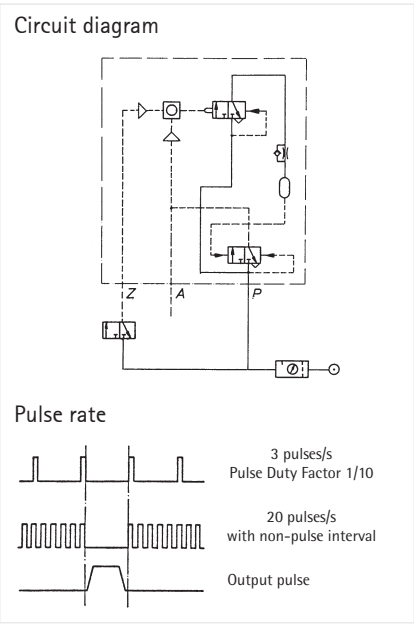 Circuit diagram
Z
A
P
Pulse rate
3 pulses/s
Pulse Duty Factor 1/10
20 pulses/s
with non-pulse interval
Output pulse